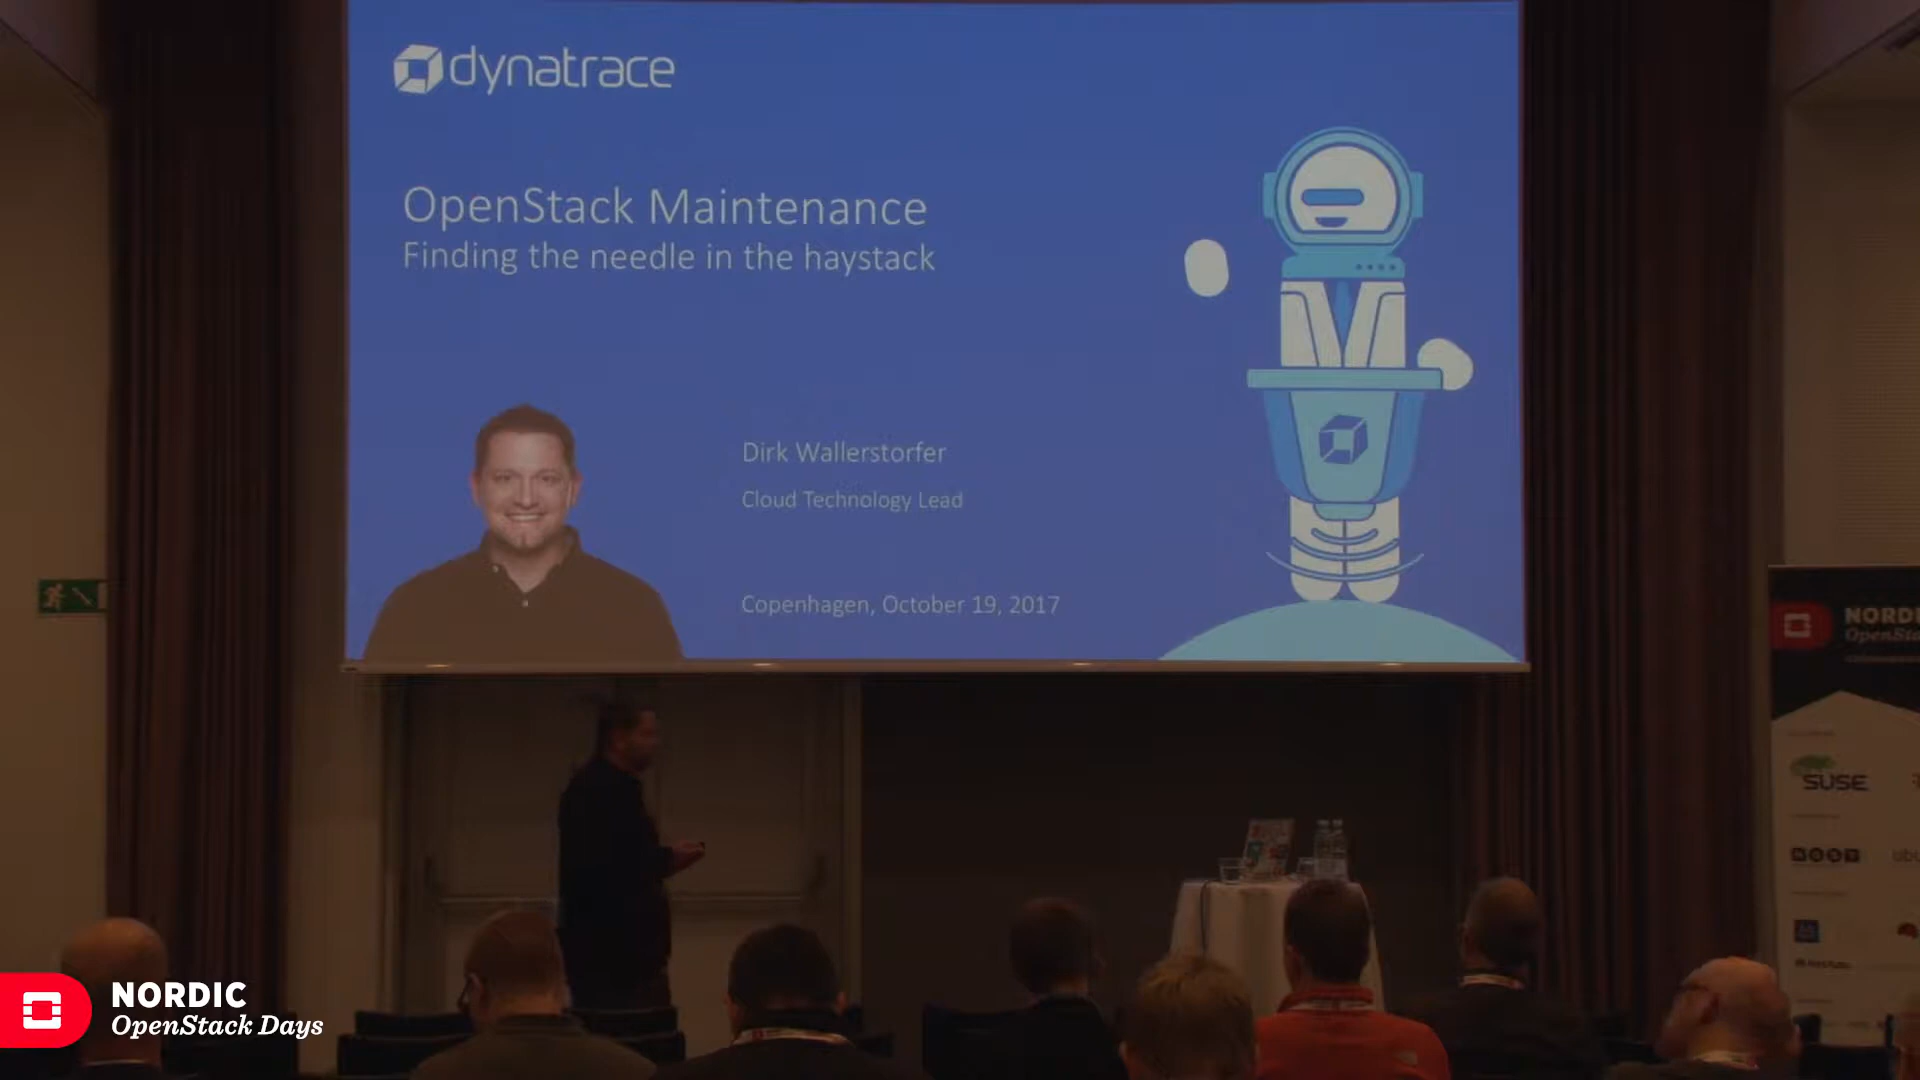 dynatrace
OpenStack Maintenance
Finding the needle in the haystack
Dirk Wallerstorfer
Cloud Technology Lead
Copenhagen, October 19, 2017
SUSE
NORDIC
OpenStack Days